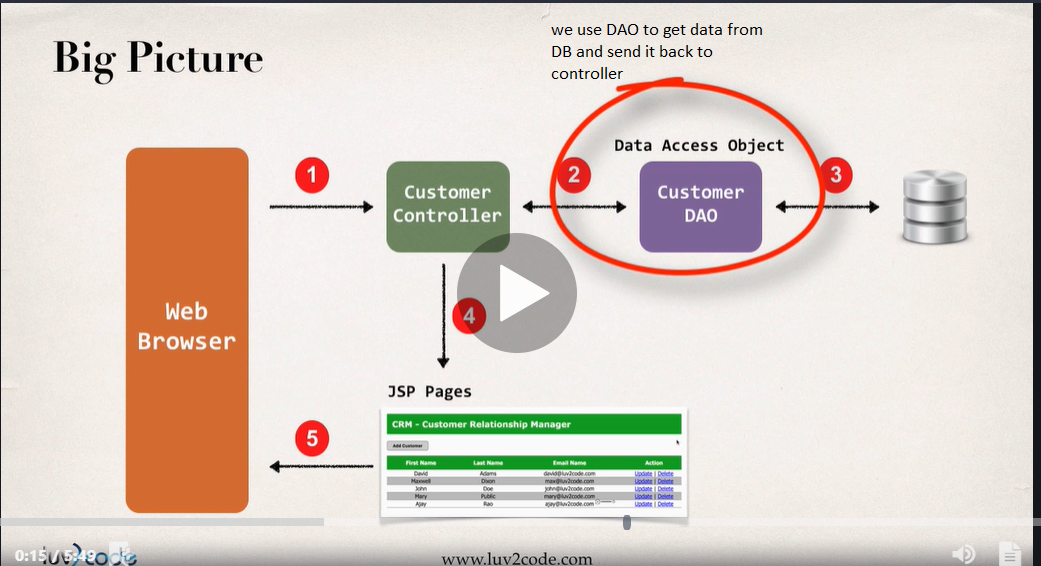 we use DAO to get data from
DB and send it back to
controller
Big Picture
Data Access Object
1
2
3
Customer
Controller
Customer
DAO
4
Web
Browser
JSP Pages
CRM - Customer Relationship Manager
5
Add Customer
First Name Last Name Email Name Action
David Adams david@luv2code.com Update | Delete
Maxwell Dixon max@luv2code.com Update | Delete
John Doe john@luv2code.com Update | Delete
Mary Public mary@luv2code.com Update | Delete
Ajay Rao ajay@luv2code.com Update | Delete
0:15 / 5:49
luv2code
www.luv2code.com